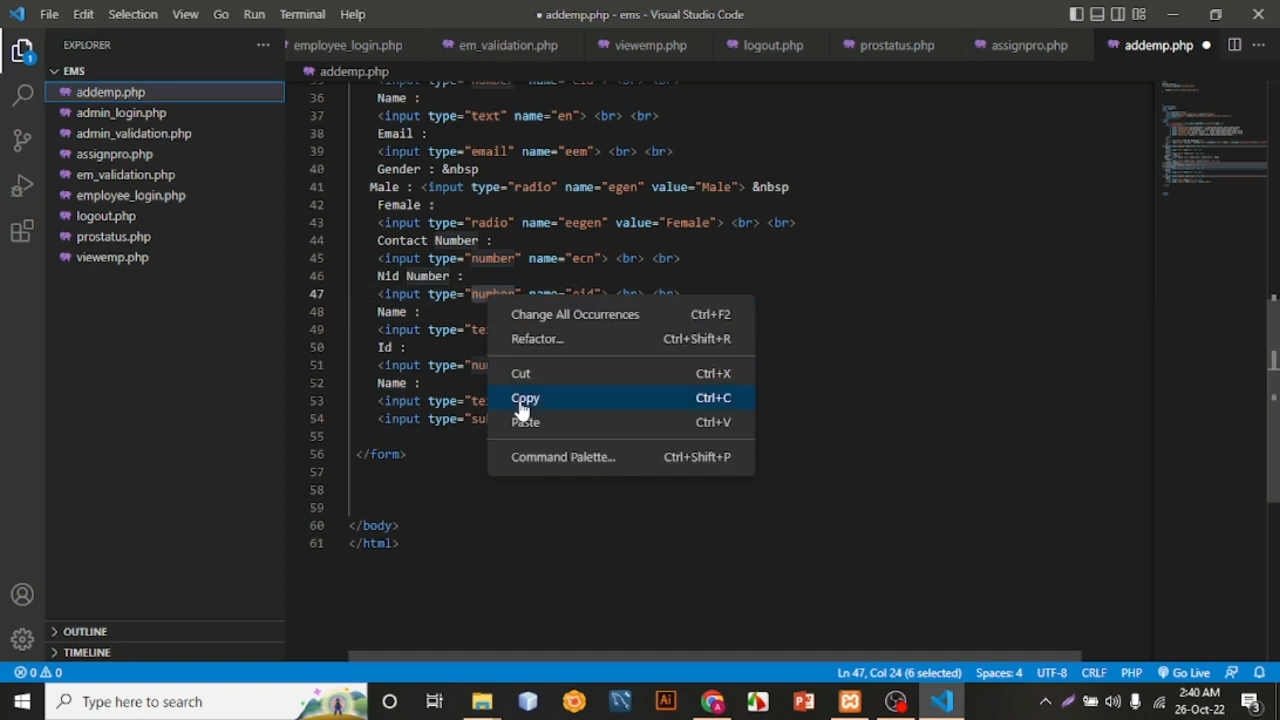 File Edit Selection View Go Run Terminal Help
● addemp.php - ems - Visual Studio Code
EXPLORER
employee_login.php em_validation.php viewemp.php logout.php prostatus.php assignpro.php addemp.php
EMS
addemp.php
addemp.php
admin_login.php
admin_validation.php
assignpro.php
em_validation.php
employee_login.php
logout.php
prostatus.php
viewemp.php
36 Name :
37 <input type="text" name="en"> <br> <br>
38 Email :
39 <input type="email" name="eem"> <br> <br>
40 Gender : &nbsp
41 Male : <input type="radio" name="egen" value="Male"> &nbsp
42 Female :
43 <input type="radio" name="eegen" value="Female"> <br> <br>
44 Contact Number :
45 <input type="number" name="ecn"> <br> <br>
46 Nid Number :
47 <input type="number" name="eid"> <br> <br>
48 Name :
49 <input type="te
50 Id :
51 <input type="nu
52 Name :
53 <input type="te
54 <input type="su
55
56 </form>
57
58
59
60 </body>
61 </html>
Change All Occurrences Ctrl+F2
Refactor... Ctrl+Shift+R
Cut Ctrl+X
Copy Ctrl+C
Paste Ctrl+V
Command Palette... Ctrl+Shift+P
OUTLINE
TIMELINE
0 0 Ln 47, Col 24 (6 selected) Spaces: 4 UTF-8 CRLF PHP Go Live
Type here to search
2:40 AM
26-Oct-22
3